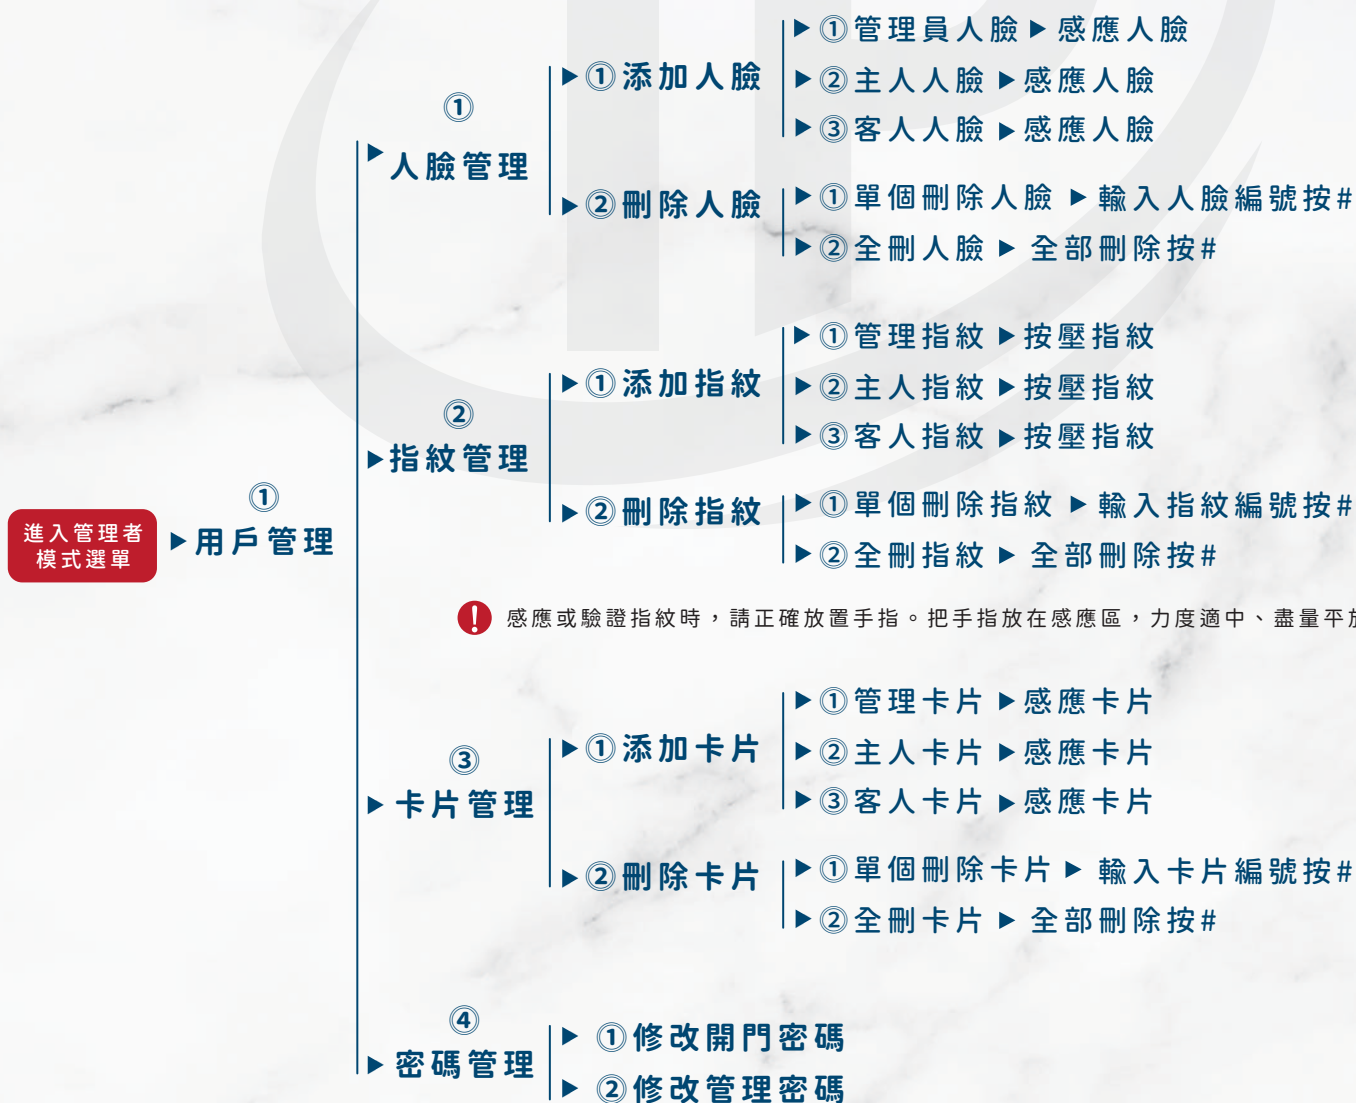 進入管理者
模式選單
▶ ① 用戶管理
▶ ① 人臉管理
▶ ① 添加人臉
▶ ① 管理員人臉 ▶ 感應人臉
▶ ② 主人人臉 ▶ 感應人臉
▶ ③ 客人人臉 ▶ 感應人臉
▶ ② 刪除人臉
▶ ① 單個刪除人臉 ▶ 輸入人臉編號按#
▶ ② 全刪人臉 ▶ 全部刪除按#
▶ ② 指紋管理
▶ ① 添加指紋
▶ ① 管理指紋 ▶ 按壓指紋
▶ ② 主人指紋 ▶ 按壓指紋
▶ ③ 客人指紋 ▶ 按壓指紋
▶ ② 刪除指紋
▶ ① 單個刪除指紋 ▶ 輸入指紋編號按#
▶ ② 全刪指紋 ▶ 全部刪除按#
! 感應或驗證指紋時，請正確放置手指。把手指放在感應區，力度適中、盡量平
▶ ③ 卡片管理
▶ ① 添加卡片
▶ ① 管理卡片 ▶ 感應卡片
▶ ② 主人卡片 ▶ 感應卡片
▶ ③ 客人卡片 ▶ 感應卡片
▶ ② 刪除卡片
▶ ① 單個刪除卡片 ▶ 輸入卡片編號按#
▶ ② 全刪卡片 ▶ 全部刪除按#
▶ ④ 密碼管理
▶ ① 修改開門密碼
▶ ② 修改管理密碼